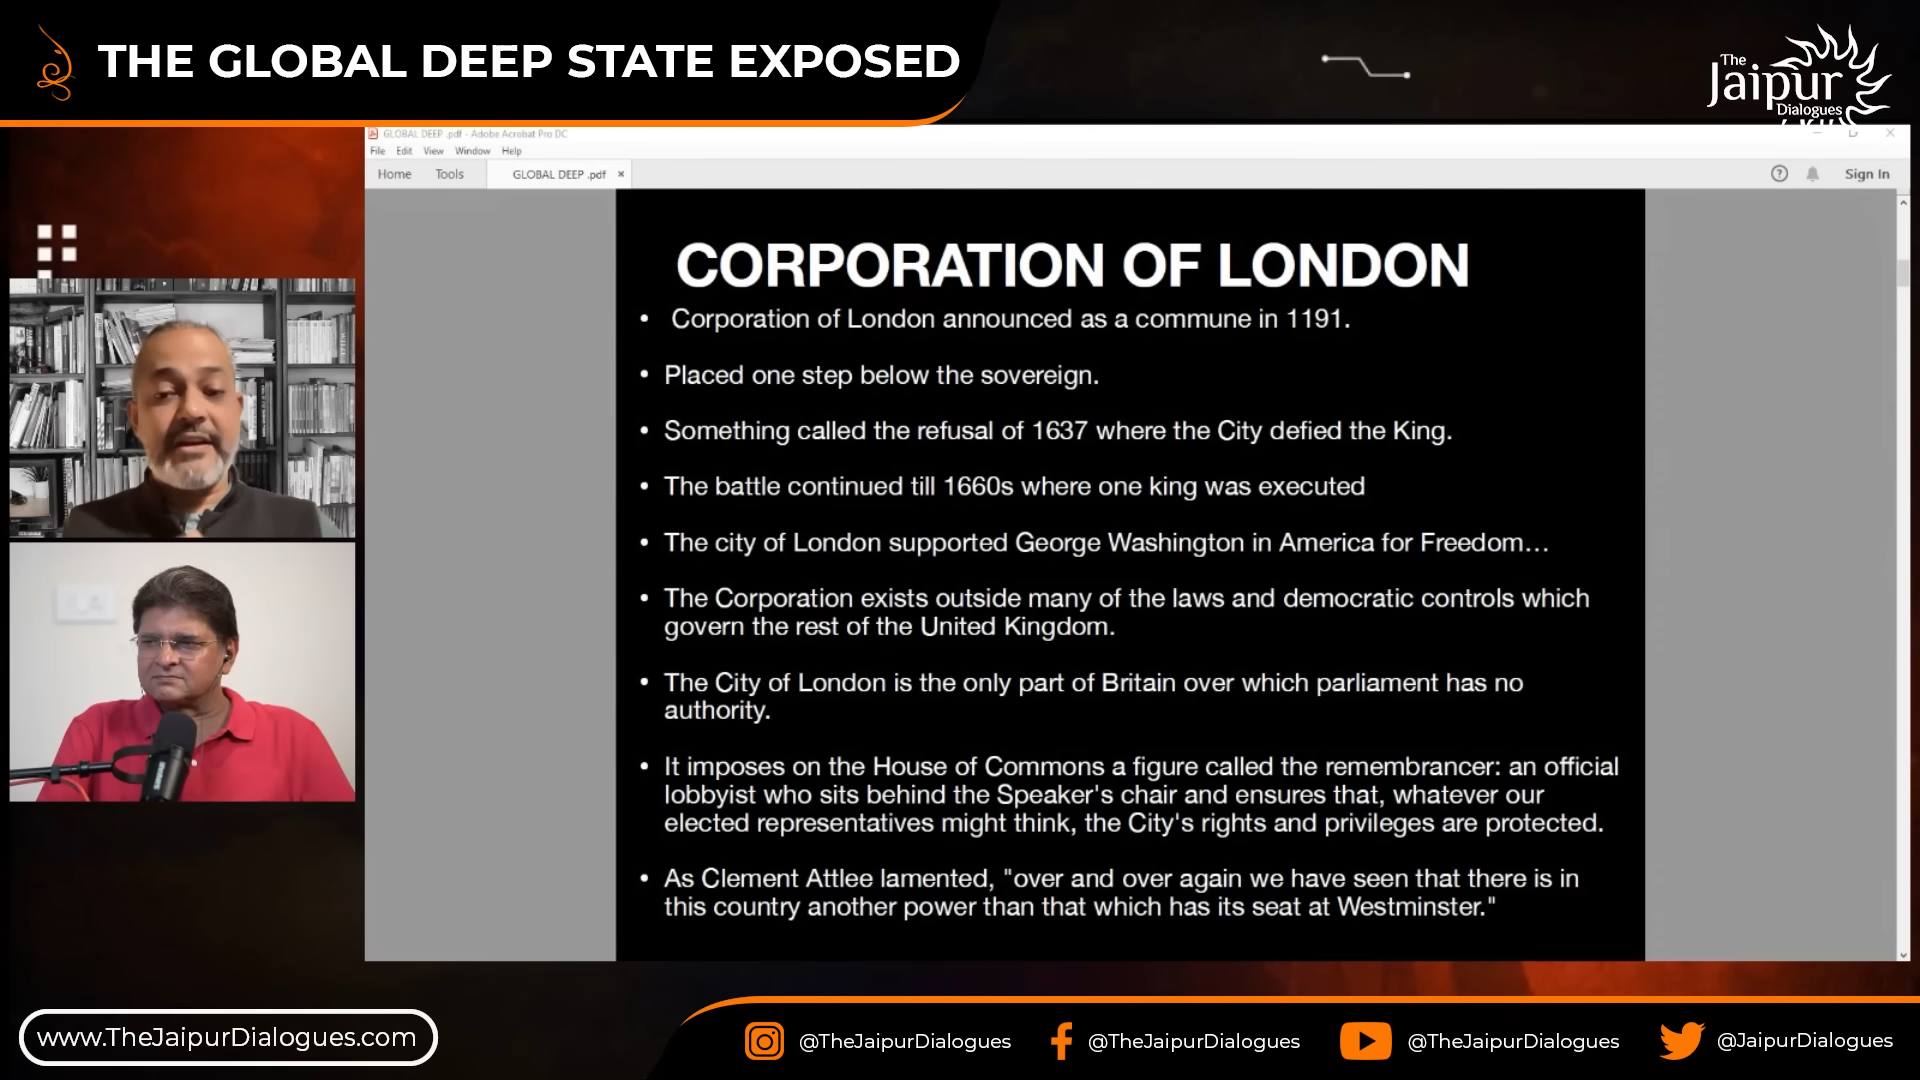 THE GLOBAL DEEP STATE EXPOSED
The
Jaipur
Dialogues
GLOBAL DEEP .pdf - Adobe Acrobat Pro DC
File Edit View Window Help
Home Tools GLOBAL DEEP .pdf × Sign In
CORPORATION OF LONDON
• Corporation of London announced as a commune in 1191.
• Placed one step below the sovereign.
• Something called the refusal of 1637 where the City defied the King.
• The battle continued till 1660s where one king was executed
• The city of London supported George Washington in America for Freedom…
• The Corporation exists outside many of the laws and democratic controls which
govern the rest of the United Kingdom.
• The City of London is the only part of Britain over which parliament has no
authority.
• It imposes on the House of Commons a figure called the remembrancer: an official
lobbyist who sits behind the Speaker's chair and ensures that, whatever our
elected representatives might think, the City's rights and privileges are protected.
• As Clement Attlee lamented, "over and over again we have seen that there is in
this country another power than that which has its seat at Westminster."
www.TheJaipurDialogues.com
@TheJaipurDialogues @TheJaipurDialogues @TheJaipurDialogues @JaipurDialogues